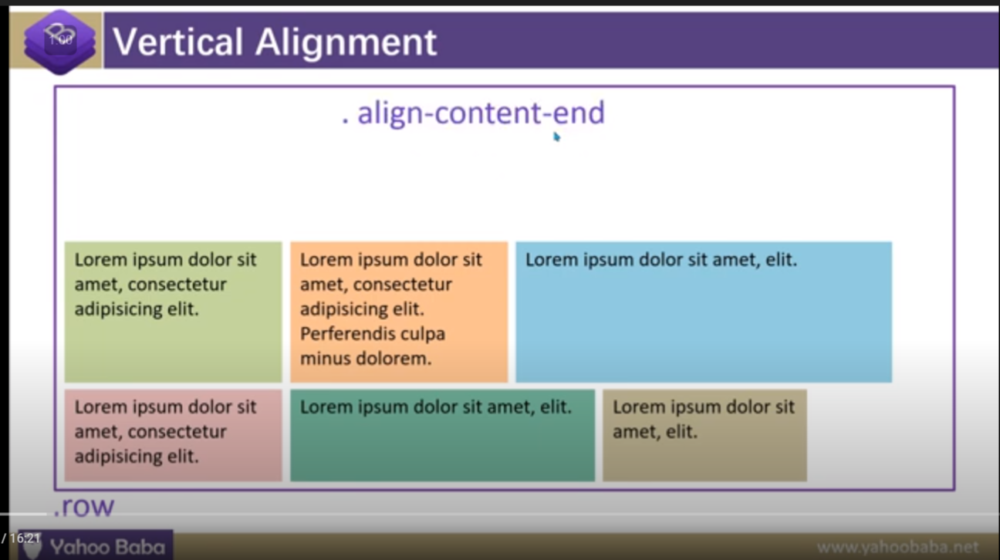 1.00
Vertical Alignment
. align-content-end
Lorem ipsum dolor sit
amet, consectetur
adipisicing elit.
Lorem ipsum dolor sit
amet, consectetur
adipisicing elit.
Perferendis culpa
minus dolorem.
Lorem ipsum dolor sit amet, elit.
Lorem ipsum dolor sit
amet, consectetur
adipisicing elit.
Lorem ipsum dolor sit amet, elit.
Lorem ipsum dolor sit
amet, elit.
.row
/ 16:21
Yahoo Baba
www.yahoobaba.net